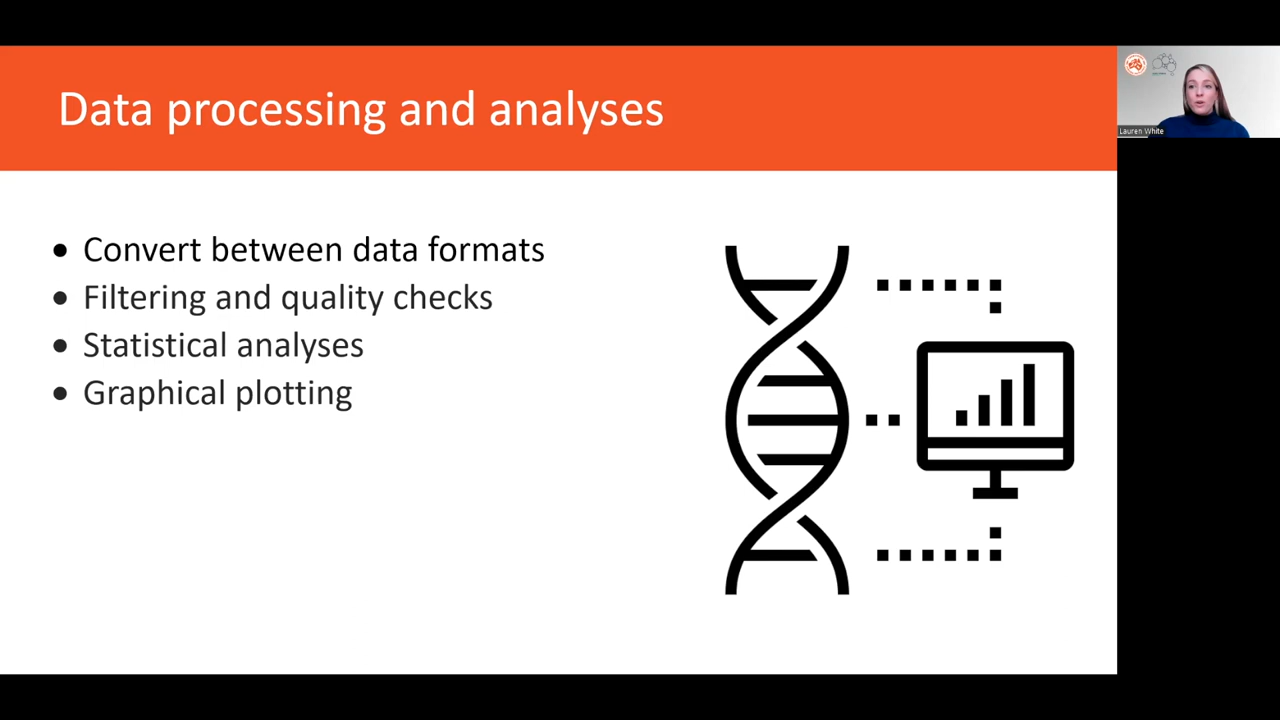 Data processing and analyses
Lauren White
• Convert between data formats
• Filtering and quality checks
• Statistical analyses
• Graphical plotting